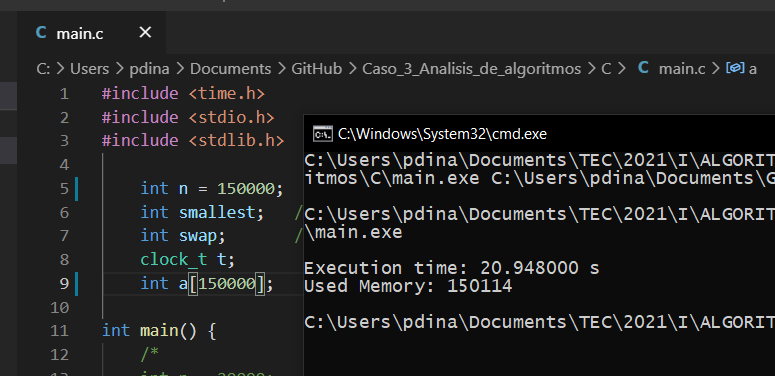 main.c
C: > Users > pdina > Documents > GitHub > Caso_3_Analisis_de_algoritmos > C > main.c > a
1 #include <time.h>
2 #include <stdio.h>
3 #include <stdlib.h>
4
5 int n = 150000;
6 int smallest; /
7 int swap; /
8 clock_t t;
9 int a[150000];
10
11 int main() {
12 /*
C:\Windows\System32\cmd.exe
C:\Users\pdina\Documents\TEC\2021\I\ALGORIT
itmos\C\main.exe C:\Users\pdina\Documents\G
C:\Users\pdina\Documents\TEC\2021\I\ALGORIT
\main.exe
Execution time: 20.948000 s
Used Memory: 150114
C:\Users\pdina\Documents\TEC\2021\I\ALGORIT